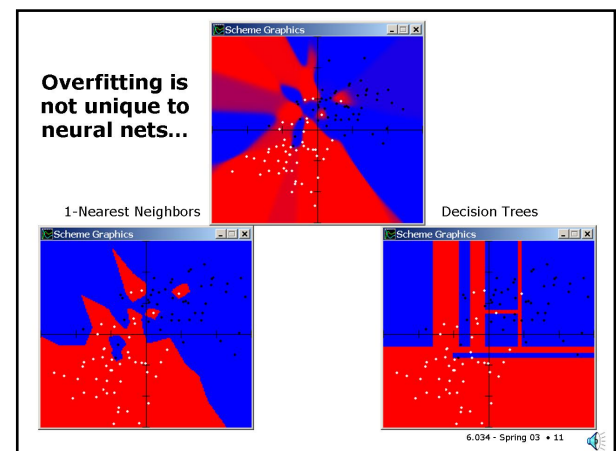 Scheme Graphics
Overfitting is
not unique to
neural nets...
1-Nearest Neighbors
Decision Trees
Scheme Graphics
Scheme Graphics
6.034 - Spring 03 • 11